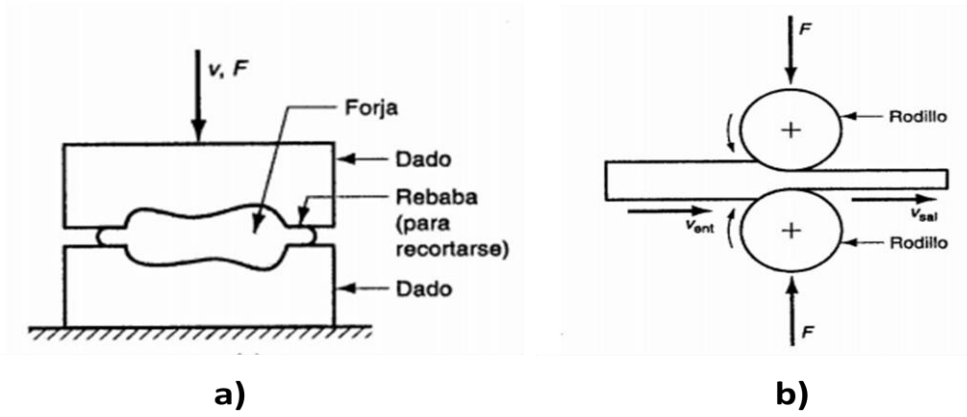 v, F
Forja
Dado
Rebaba
(para
recortarse)
Dado
a)
F
Rodillo
v_ent
v_sal
Rodillo
F
b)